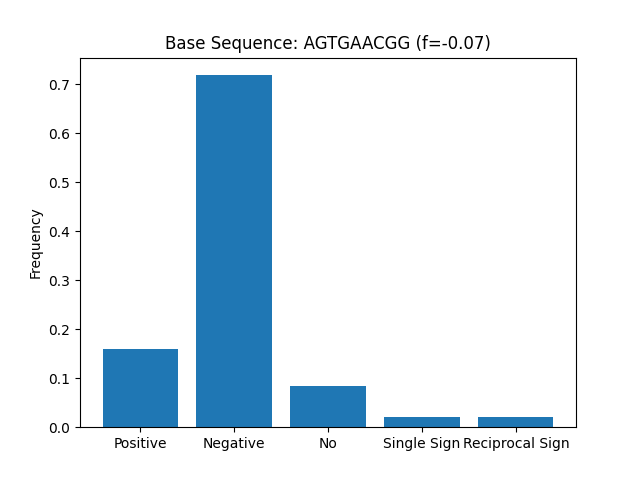 Base Sequence: AGTGAACGG (f=-0.07)
Frequency
0.7
0.6
0.5
0.4
0.3
0.2
0.1
0.0
Positive Negative No Single Sign Reciprocal Sign